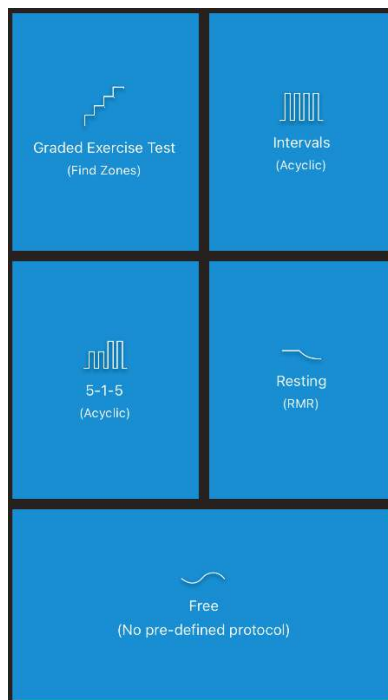 Graded Exercise Test
(Find Zones)
Intervals
(Acyclic)
5-1-5
(Acyclic)
Resting
(RMR)
Free
(No pre-defined protocol)